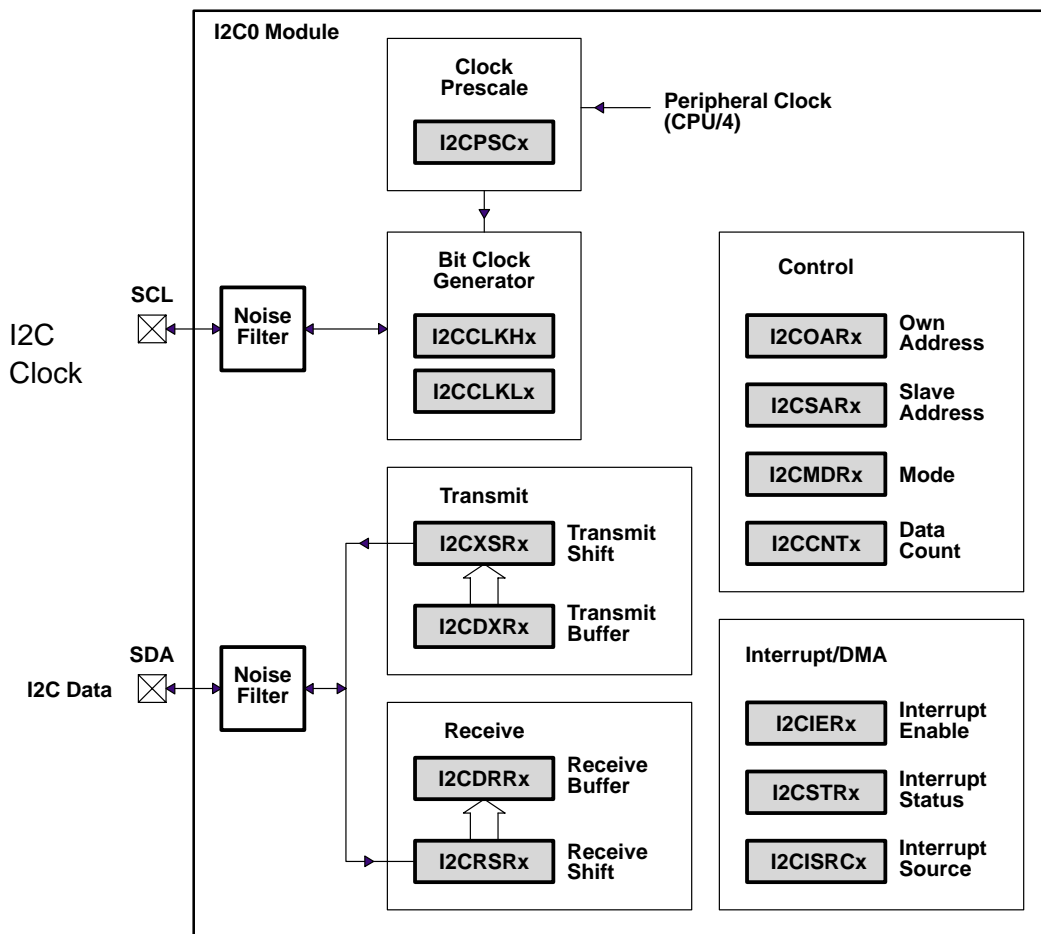 I2C0 Module
Clock
Prescale
I2CPSCx
Peripheral Clock
(CPU/4)
Bit Clock
Generator
I2CCLKHx
I2CCLKLx
SCL
Noise
Filter
I2C
Clock
Control
I2COARx
Own
Address
I2CSARx
Slave
Address
I2CMDRx
Mode
I2CCNTx
Data
Count
Transmit
I2CXSRx
Transmit
Shift
I2CDXRx
Transmit
Buffer
SDA
I2C Data
Noise
Filter
Receive
I2CDRRx
Receive
Buffer
I2CRSRx
Receive
Shift
Interrupt/DMA
I2CIERx
Interrupt
Enable
I2CSTRx
Interrupt
Status
I2CISRCx
Interrupt
Source